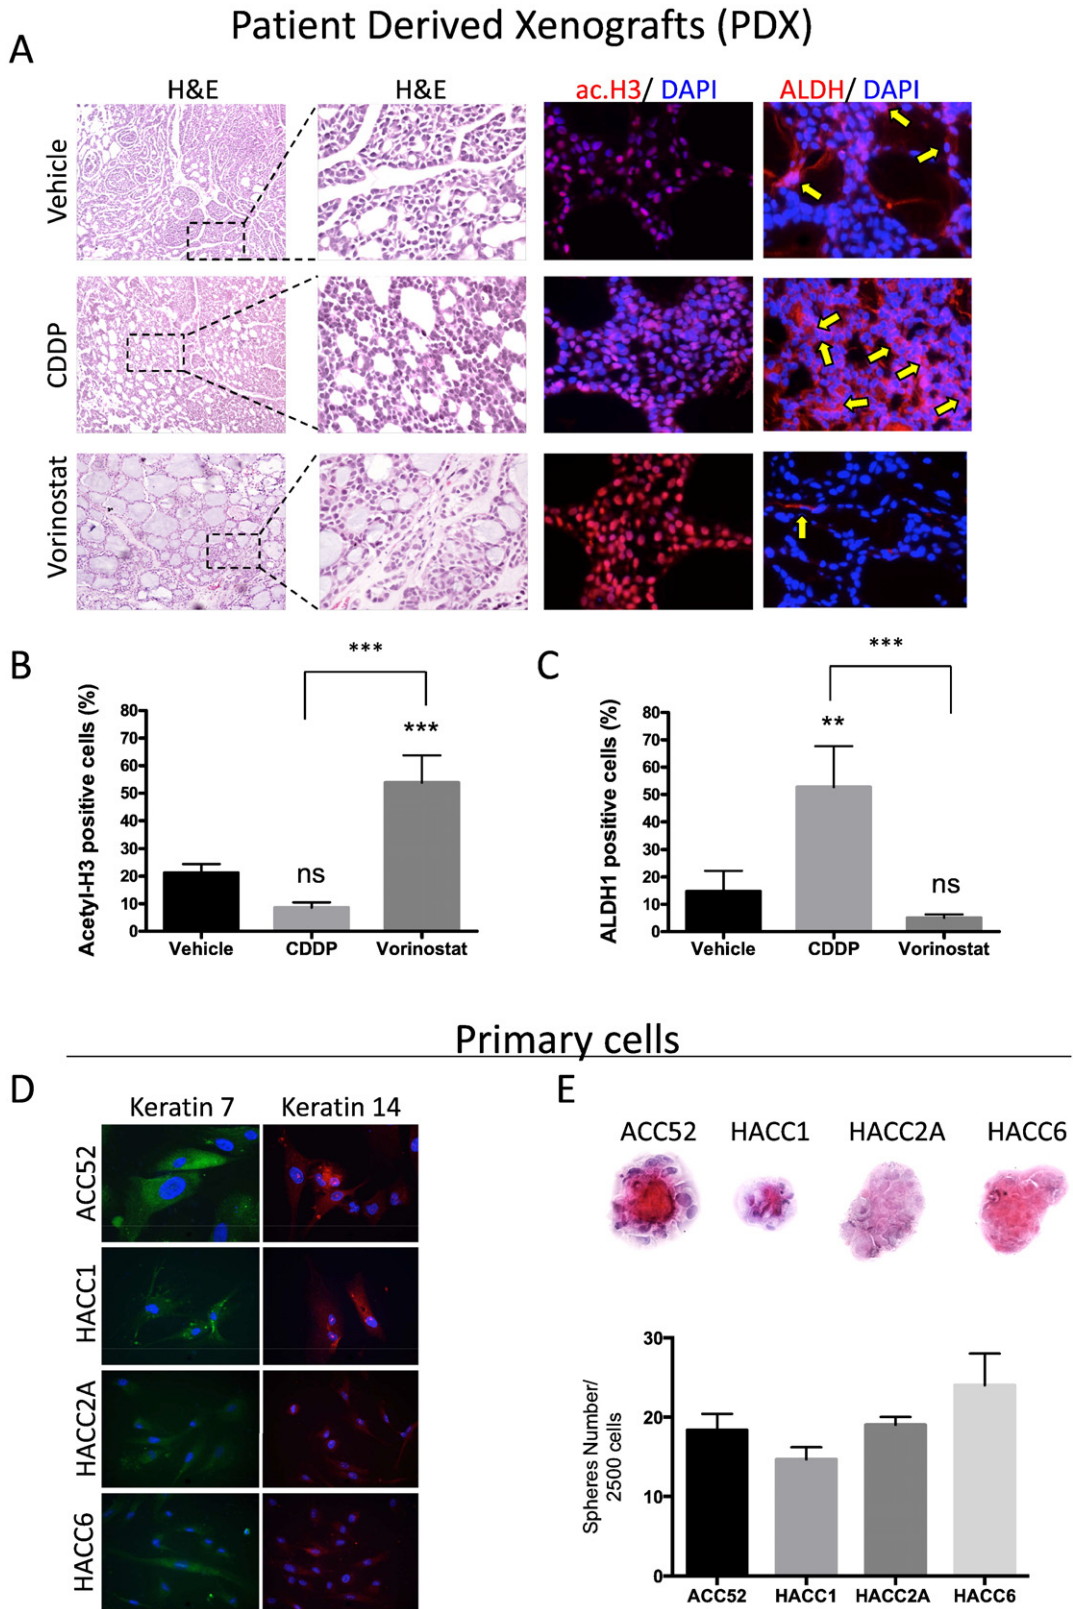 Patient Derived Xenografts (PDX)
A
H&E
H&E
ac.H3/ DAPI
ALDH/ DAPI
Vehicle
CDDP
Vorinostat
B
***
***
ns
Acetyl-H3 positive cells (%)
80
70
60
50
40
30
20
10
0
Vehicle
CDDP
Vorinostat
C
***
**
ns
ALDH1 positive cells (%)
80
70
60
50
40
30
20
10
0
Vehicle
CDDP
Vorinostat
Primary cells
D
Keratin 7
Keratin 14
ACC52
HACC1
HACC2A
HACC6
E
ACC52
HACC1
HACC2A
HACC6
Spheres Number/
2500 cells
30
20
10
0
ACC52
HACC1
HACC2A
HACC6